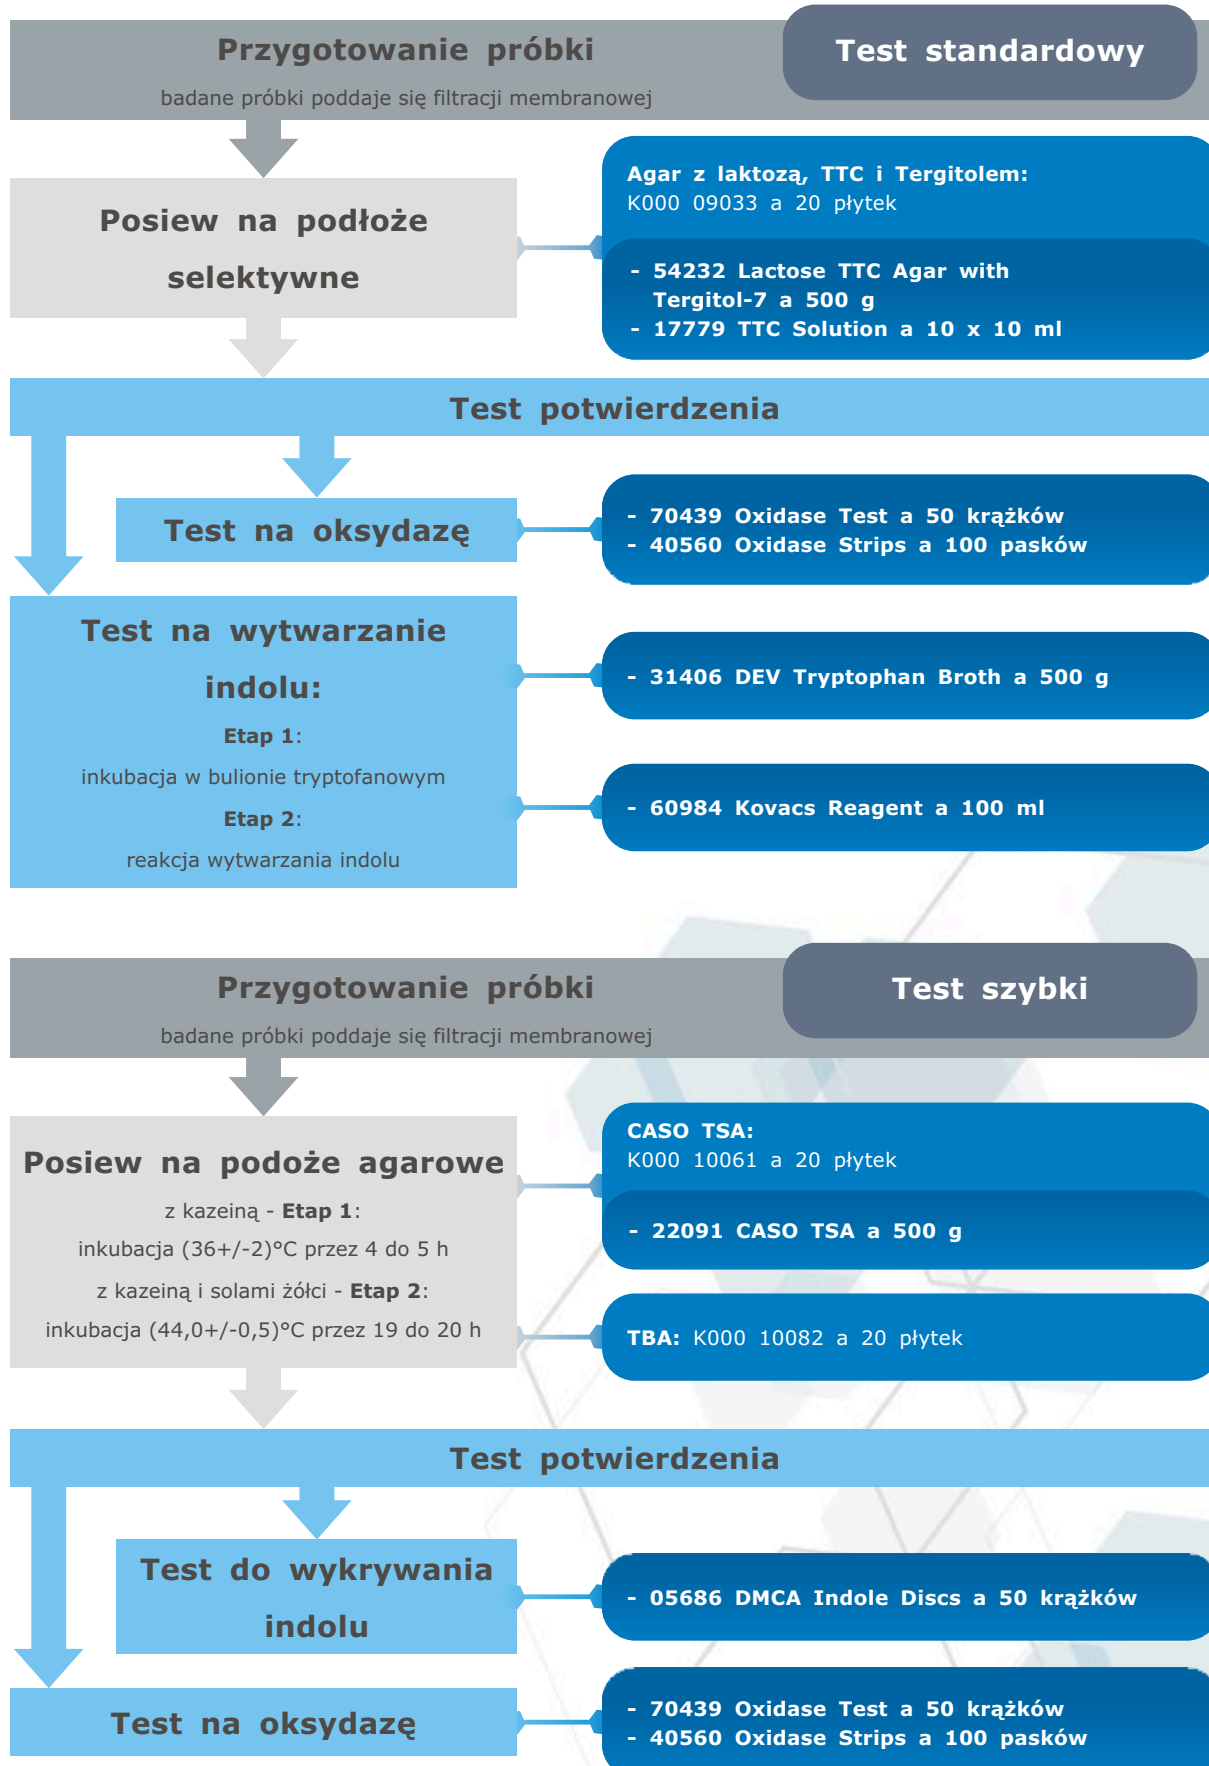 Przygotowanie próbki
Test standardowy
badane próbki poddaje się filtracji membranowej
Posiew na podłoże
selektywne
Agar z laktozą, TTC i Tergitolem:
K000 09033 a 20 płytek
- 54232 Lactose TTC Agar with
Tergitol-7 a 500 g
- 17779 TTC Solution a 10 x 10 ml
Test potwierdzenia
Test na oksydazę
- 70439 Oxidase Test a 50 krążków
- 40560 Oxidase Strips a 100 pasków
Test na wytwarzanie
indolu:
Etap 1:
inkubacja w bulionie tryptofanowym
Etap 2:
reakcja wytwarzania indolu
- 31406 DEV Tryptophan Broth a 500 g
- 60984 Kovacs Reagent a 100 ml
Przygotowanie próbki
Test szybki
badane próbki poddaje się filtracji membranowej
Posiew na podoże agarowe
z kazeiną - Etap 1:
inkubacja (36+/-2)°C przez 4 do 5 h
z kazeiną i solami żółci - Etap 2:
inkubacja (44,0+/-0,5)°C przez 19 do 20 h
CASO TSA:
K000 10061 a 20 płytek
- 22091 CASO TSA a 500 g
TBA: K000 10082 a 20 płytek
Test potwierdzenia
Test do wykrywania
indolu
- 05686 DMCA Indole Discs a 50 krążków
Test na oksydazę
- 70439 Oxidase Test a 50 krążków
- 40560 Oxidase Strips a 100 pasków